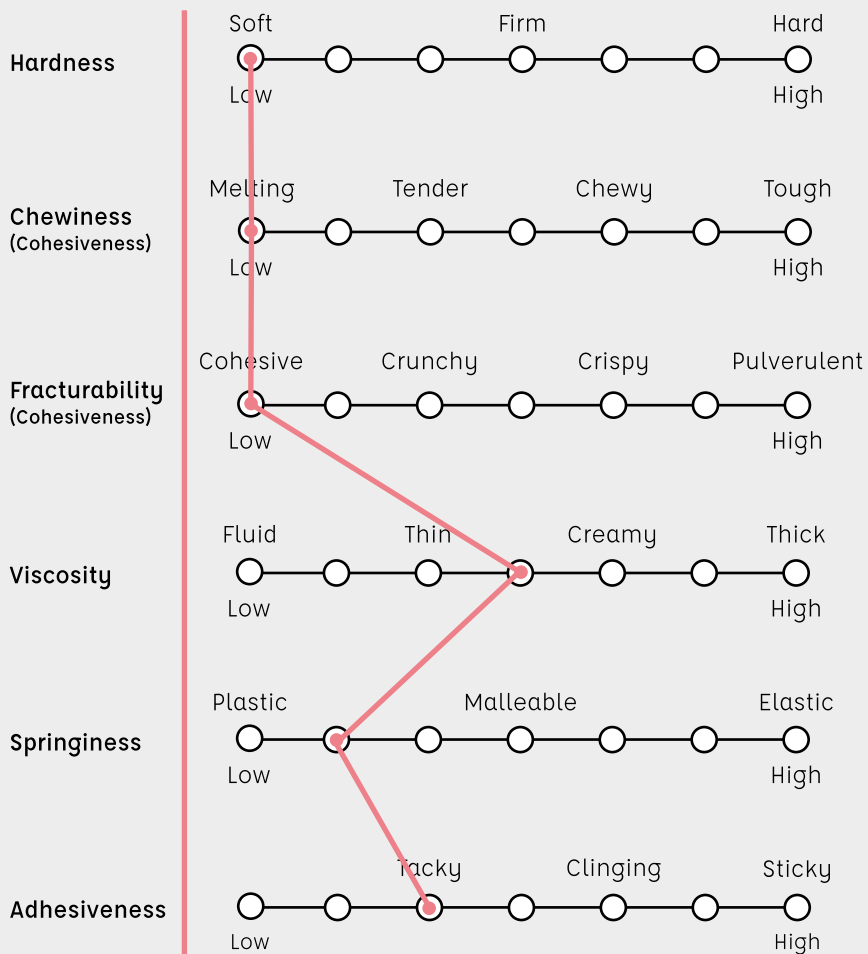 Soft Firm Hard
Hardness
Low High
Melting Tender Chewy Tough
Chewiness
(Cohesiveness)
Low High
Cohesive Crunchy Crispy Pulverulent
Fracturability
(Cohesiveness)
Low High
Fluid Thin Creamy Thick
Viscosity
Low High
Plastic Malleable Elastic
Springiness
Low High
Tacky Clinging Sticky
Adhesiveness
Low High